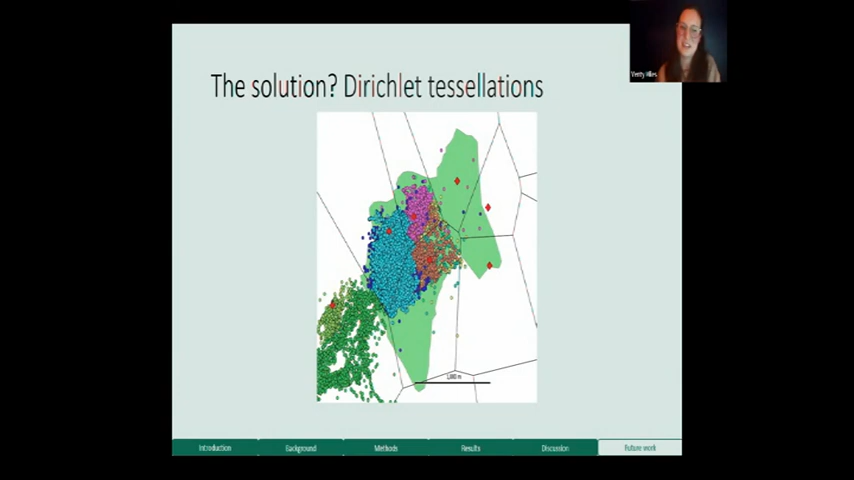 The solution? Dirichlet tessellations
Introduction
Background
Methods
Results
Discussion
Future work